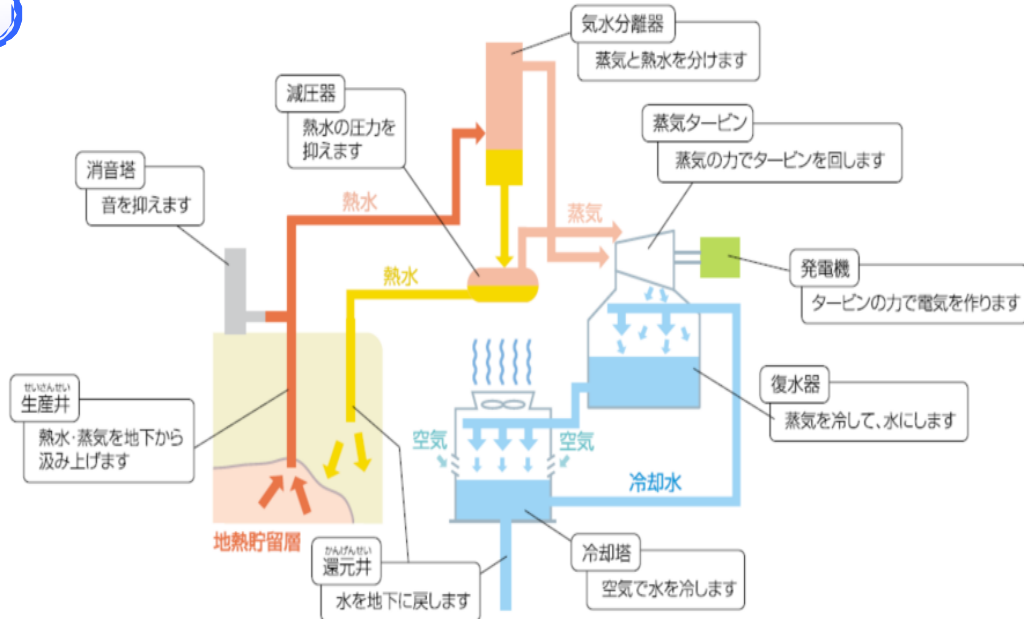 気水分離器
蒸気と熱水を分けます
減圧器
熱水の圧力を
抑えます
蒸気タービン
蒸気の力でタービンを回します
消音塔
音を抑えます
熱水
蒸気
熱水
発電機
タービンの力で電気を作ります
せいさんせい
生産井
熱水・蒸気を地下から
汲み上げます
復水器
蒸気を冷して、水にします
空気
空気
冷却水
地熱貯留層
かんげんせい
還元井
水を地下に戻します
冷却塔
空気で水を冷します